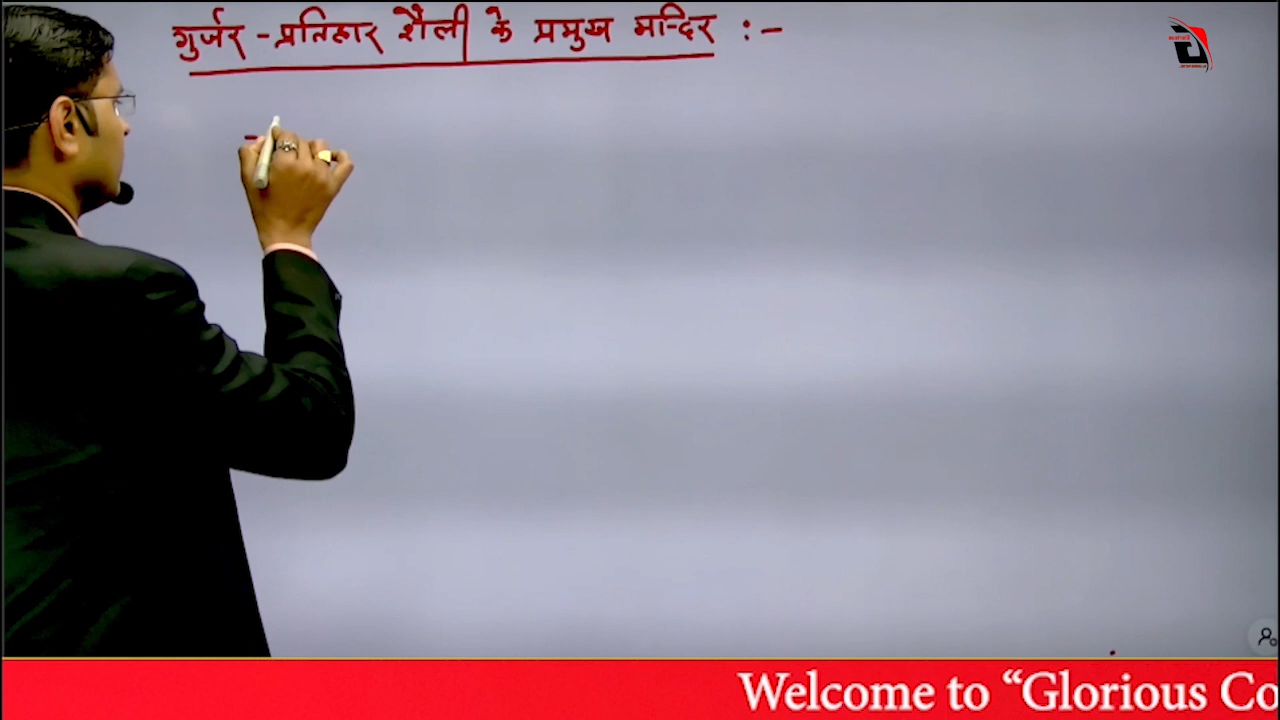 गुर्जर - प्रतिहार शैली के प्रमुख मन्दिर :-
Welcome to “Glorious Co